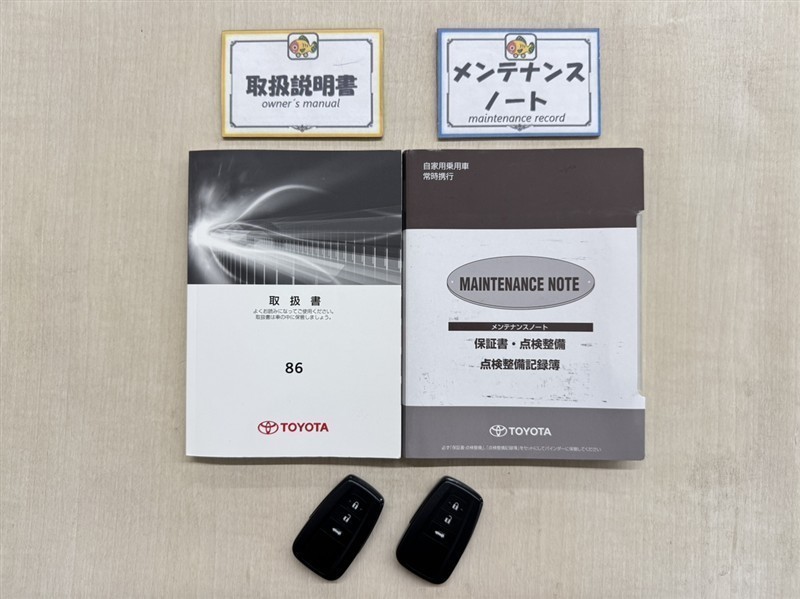 取扱説明書
owner's manual
メンテナンス
ノート
maintenance record
取扱書
よくお読みになってご使用ください。
取扱書は車の中に保管しましょう。
86
TOYOTA
自家用乗用車
常時携行
MAINTENANCE NOTE
メンテナンスノート
保証書・点検整備
点検整備記録簿
TOYOTA